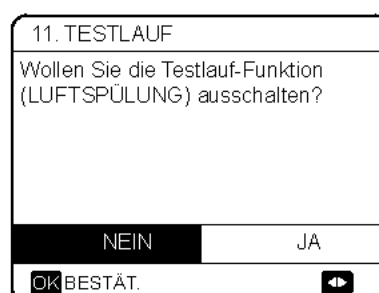 11. TESTLAUF
Wollen Sie die Testlauf-Funktion
(LUFTSPÜLUNG) ausschalten?
NEIN JA
OK BESTÄT.